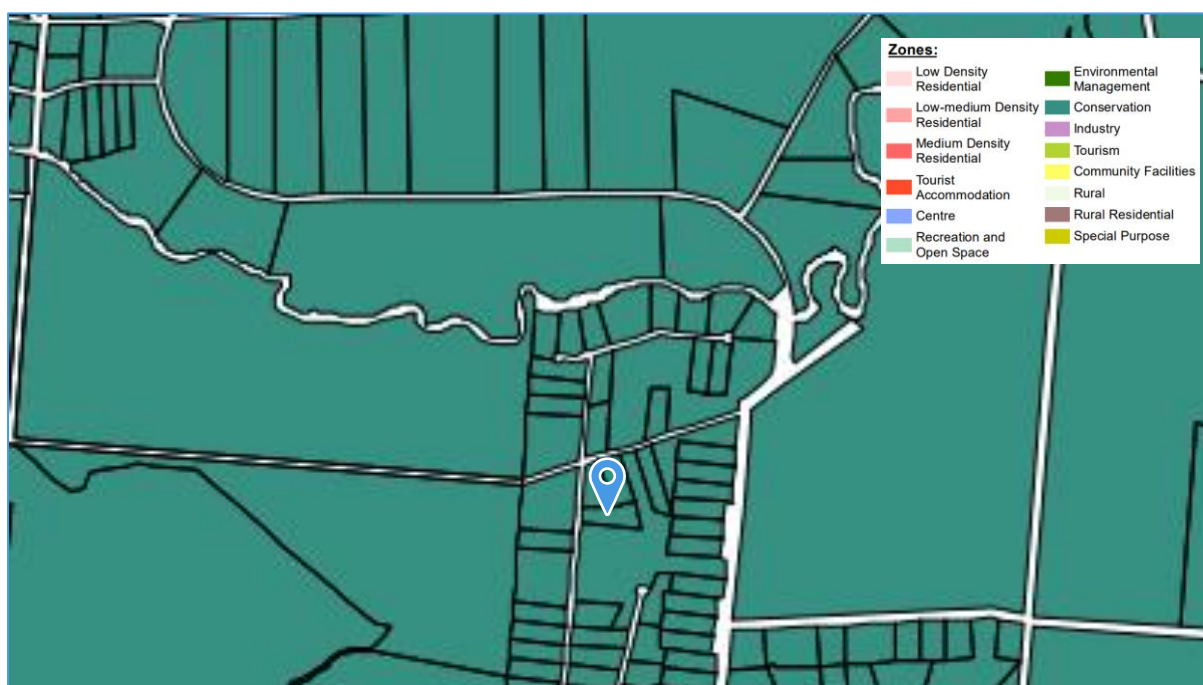 Zones:
Low Density
Residential
Low-medium Density
Residential
Medium Density
Residential
Tourist
Accommodation
Centre
Recreation and
Open Space
Environmental
Management
Conservation
Industry
Tourism
Community Facilities
Rural
Rural Residential
Special Purpose